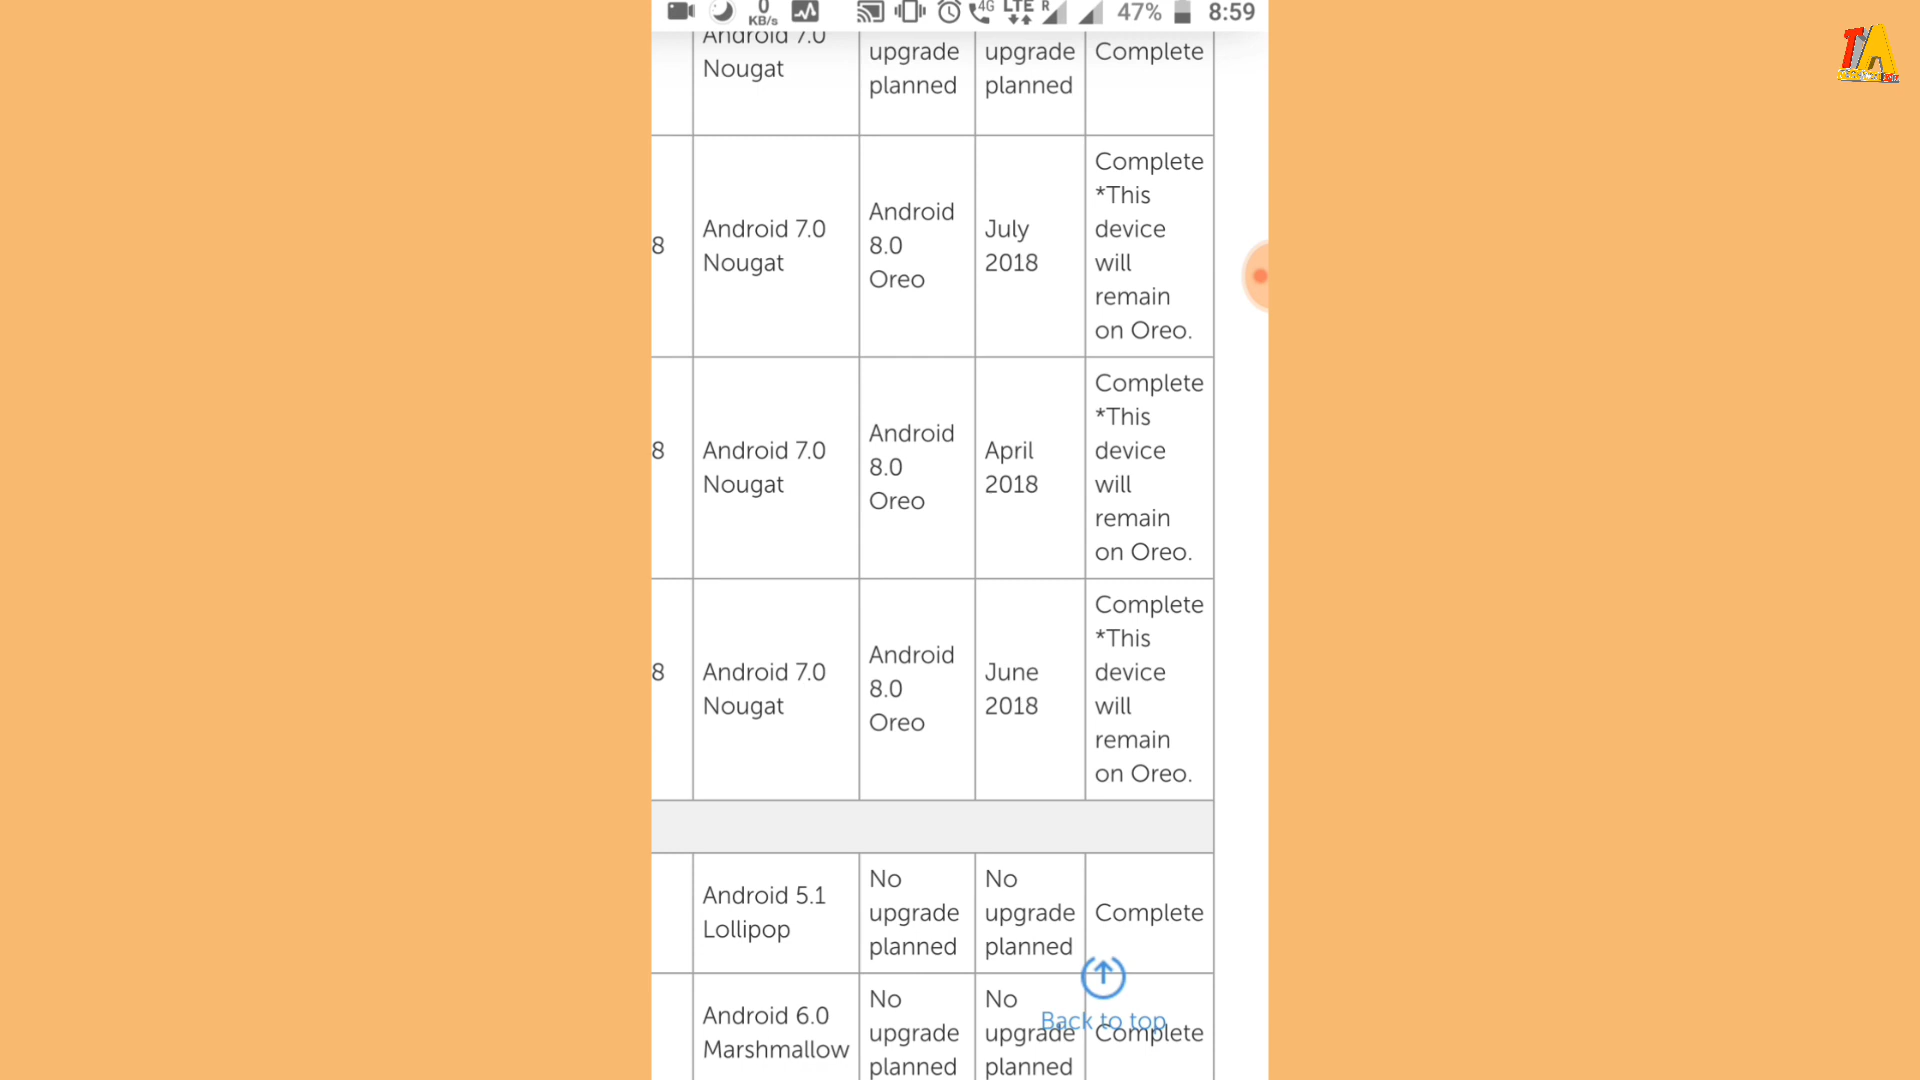 0
KB/s
4G
LTE
R
47%
8:59
Android 7.0
Nougat
upgrade
planned
upgrade
planned
Complete
8
Android 7.0
Nougat
Android
8.0
Oreo
July
2018
Complete
*This
device
will
remain
on Oreo.
8
Android 7.0
Nougat
Android
8.0
Oreo
April
2018
Complete
*This
device
will
remain
on Oreo.
8
Android 7.0
Nougat
Android
8.0
Oreo
June
2018
Complete
*This
device
will
remain
on Oreo.
Android 5.1
Lollipop
No
upgrade
planned
No
upgrade
planned
Complete
Android 6.0
Marshmallow
No
upgrade
planned
No
upgrade
planned
Complete
Back to top